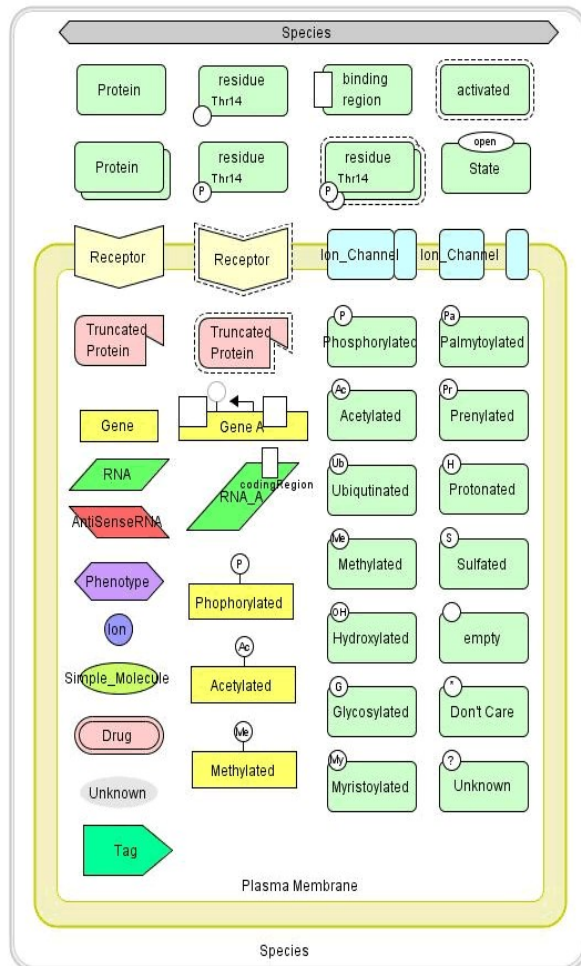 Species
Protein
residue
Thr14
binding
region
activated
Protein
P
residue
Thr14
P
residue
Thr14
open
State
Receptor
Receptor
Ion_Channel
Ion_Channel
Truncated
Protein
Truncated
Protein
P
Phosphorylated
Pa
Palmytoylated
Gene
Gene A
Ac
Acetylated
Pr
Prenylated
RNA
codingRegion
RNA_A
Ub
Ubiqutinated
H
Protonated
AntiSenseRNA
Me
Methylated
S
Sulfated
Phenotype
P
Phophorylated
Ion
OH
Hydroxylated
empty
Simple_Molecule
Ac
Acetylated
G
Glycosylated
*
Don't Care
Drug
Me
Methylated
My
Myristoylated
?
Unknown
Unknown
Tag
Plasma Membrane
Species